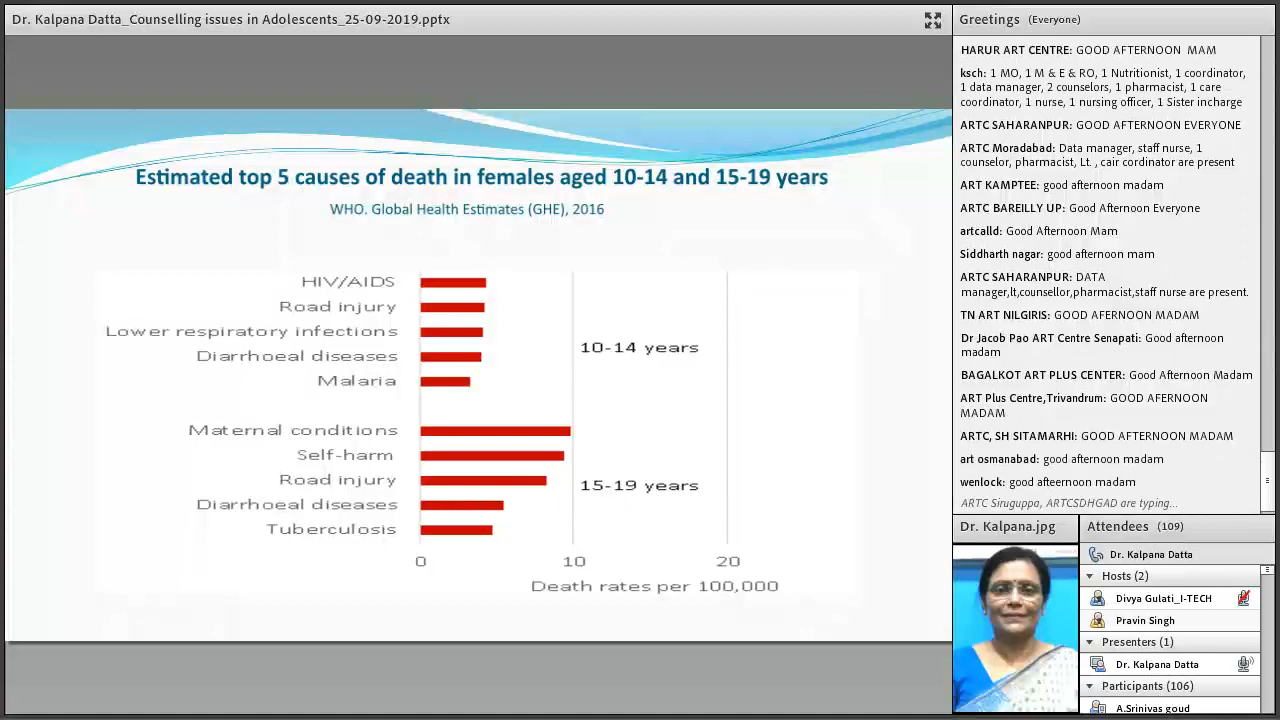 Dr. Kalpana Datta_Counselling issues in Adolescents_25-09-2019.pptx
Estimated top 5 causes of death in females aged 10-14 and 15-19 years
WHO. Global Health Estimates (GHE), 2016
HIV/AIDS
Road injury
Lower respiratory infections
Diarrhoeal diseases
Malaria
10-14 years
Maternal conditions
Self-harm
Road injury
Diarrhoeal diseases
Tuberculosis
15-19 years
0 10 20
Death rates per 100,000
Greetings (Everyone)
HARUR ART CENTRE: GOOD AFTERNOON MAM
ksch: 1 MO, 1 M & E & RO, 1 Nutritionist, 1 coordinator,
1 data manager, 2 counselors, 1 pharmacist, 1 care
coordinator, 1 nurse, 1 nursing officer, 1 Sister incharge
ARTC SAHARANPUR: GOOD AFTERNOON EVERYONE
ARTC Moradabad: Data manager, staff nurse, 1
counselor, pharmacist, Lt. , cair cordinator are present
ART KAMPTEE: good afternoon madam
ARTC BAREILLY UP: Good Afternoon Everyone
artcalld: Good Afternoon Mam
Siddharth nagar: good afternoon mam
ARTC SAHARANPUR: DATA
manager,lt,counsellor,pharmacist,staff nurse are present.
TN ART NILGIRIS: GOOD AFERNOON MADAM
Dr Jacob Pao ART Centre Senapati: Good afternoon
madam
BAGALKOT ART PLUS CENTER: Good Afternoon Madam
ART Plus Centre,Trivandrum: GOOD AFERNOON
MADAM
ARTC, SH SITAMARHI: GOOD AFTERNOON MADAM
art osmanabad: good afternoon madam
wenlock: good afteernoon madam
ARTC Siruguppa, ARTCSDHGAD are typing...
Dr. Kalpana.jpg
Attendees (109)
Dr. Kalpana Datta
Hosts (2)
Divya Gulati_I-TECH
Pravin Singh
Presenters (1)
Dr. Kalpana Datta
Participants (106)
A.Srinivas goud